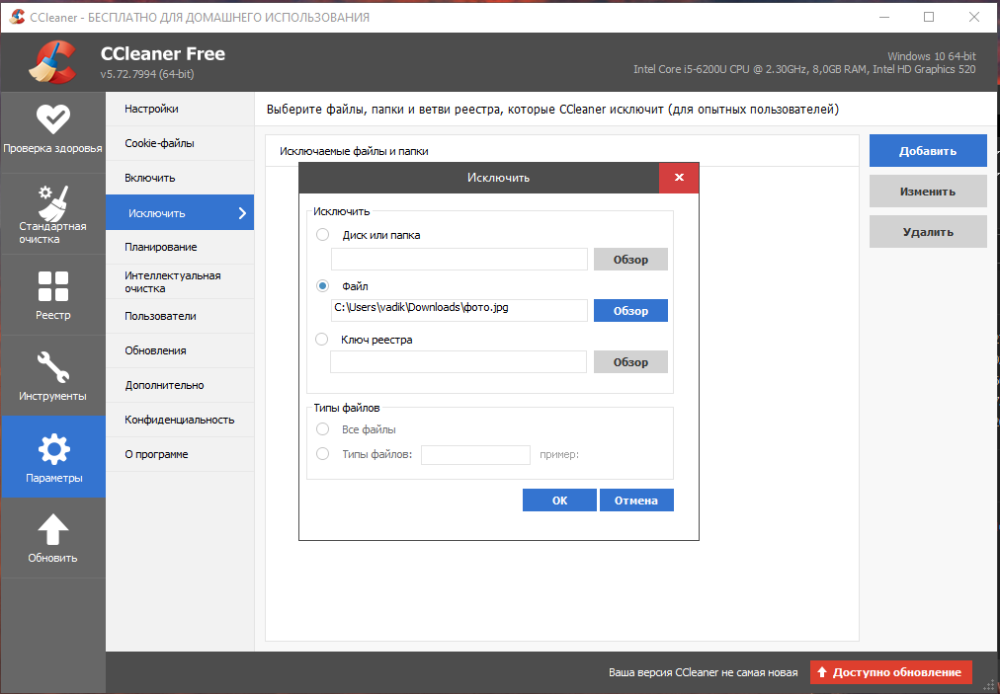 CCleaner - БЕСПЛАТНО ДЛЯ ДОМАШНЕГО ИСПОЛЬЗОВАНИЯ
CCleaner Free
v5.72.7994 (64-bit)
Windows 10 64-bit
Intel Core i5-6200U CPU @ 2.30GHz, 8,0GB RAM, Intel HD Graphics 520
Проверка здоровья
Стандартная
очистка
Реестр
Инструменты
Параметры
Обновить
Настройки
Cookie-файлы
Включить
Исключить
Планирование
Интеллектуальная
очистка
Пользователи
Обновления
Дополнительно
Конфиденциальность
О программе
Выберите файлы, папки и ветви реестра, которые CCleaner исключит (для опытных пользователей)
Исключаемые файлы и папки
Добавить
Изменить
Удалить
Исключить
Исключить
Диск или папка
Обзор
Файл
C:\Users\vadik\Downloads\фото.jpg
Обзор
Ключ реестра
Обзор
Типы файлов
Все файлы
Типы файлов:
пример:
OK
Отмена
Ваша версия CCleaner не самая новая
Доступно обновление